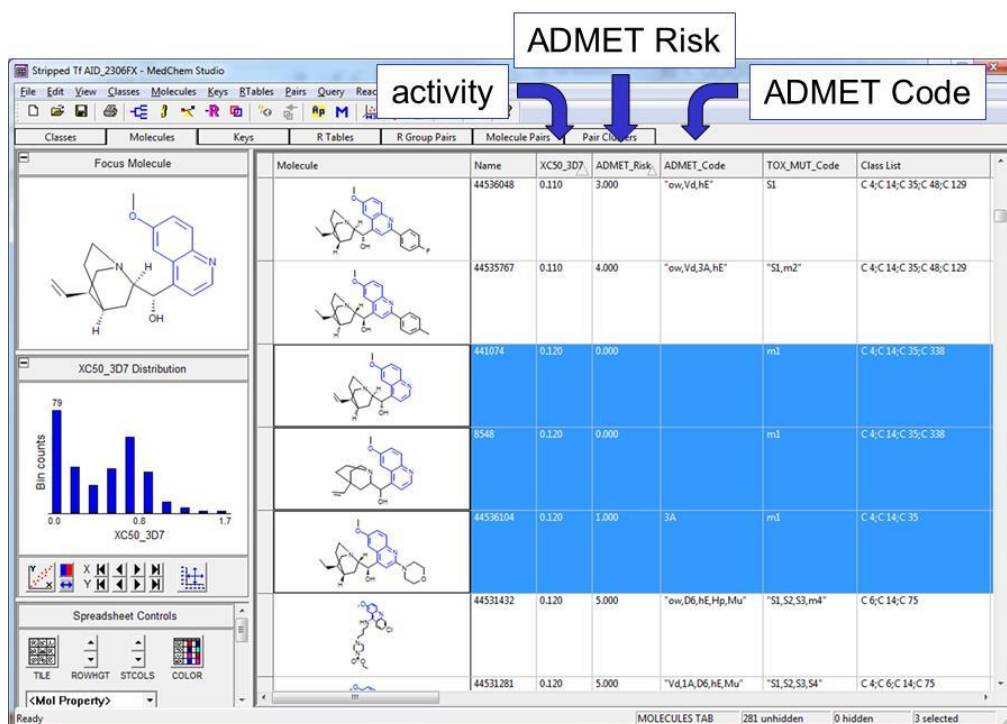 ADMET Risk
activity
ADMET Code
Stripped Tf AID_2306FX - MedChem Studio
File Edit View Classes Molecules Keys RTables Pairs Query Reac
Classes Molecules Keys R Tables R Group Pairs Molecule Pairs Pair Clusters
Focus Molecule
O
N
H
N
OH
H
XC50_3D7 Distribution
79
Bin counts
0.0 0.8 1.7
XC50_3D7
Y X X
Y
Spreadsheet Controls
TILE ROWHGT STCOLS COLOR
<Mol Property>
Molecule Name XC50_3D7 ADMET_Risk ADMET_Code TOX_MUT_Code Class List
44536048 0.110 3.000 "ow,Vd,hE" S1 C 4;C 14;C 35;C 48;C 129
44535767 0.110 4.000 "ow,Vd,3A,hE" "S1,m2" C 4;C 14;C 35;C 48;C 129
441074 0.120 0.000 m1 C 4;C 14;C 35;C 338
8548 0.120 0.000 m1 C 4;C 14;C 35;C 338
44536104 0.120 1.000 3A m1 C 4;C 14;C 35
44531432 0.120 5.000 "ow,D6,hE,Hp,Mu" "S1,S2,S3,m4" C 6;C 14;C 75
44531281 0.120 5.000 "Vd,1A,D6,hE,Mu" "S1,S2,S3,S4" C 4;C 6;C 14;C 75
Ready MOLECULES TAB 281 unhidden 0 hidden 3 selected